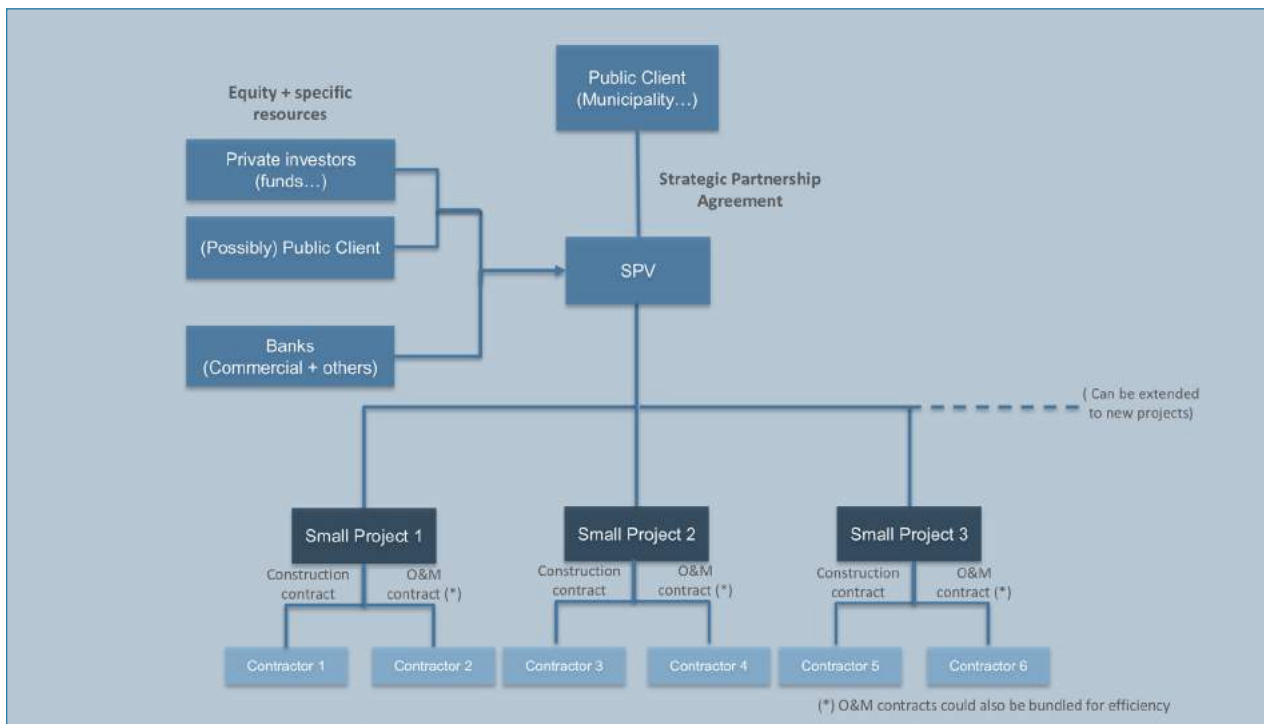 Public Client
(Municipality…)
Equity + specific
resources
Private investors
(funds…)
Strategic Partnership
Agreement
(Possibly) Public Client
SPV
Banks
(Commercial + others)
( Can be extended
to new projects)
Small Project 1
Small Project 2
Small Project 3
Construction
contract
O&M
contract (*)
Construction
contract
O&M
contract (*)
Construction
contract
O&M
contract (*)
Contractor 1
Contractor 2
Contractor 3
Contractor 4
Contractor 5
Contractor 6
(*) O&M contracts could also be bundled for efficiency